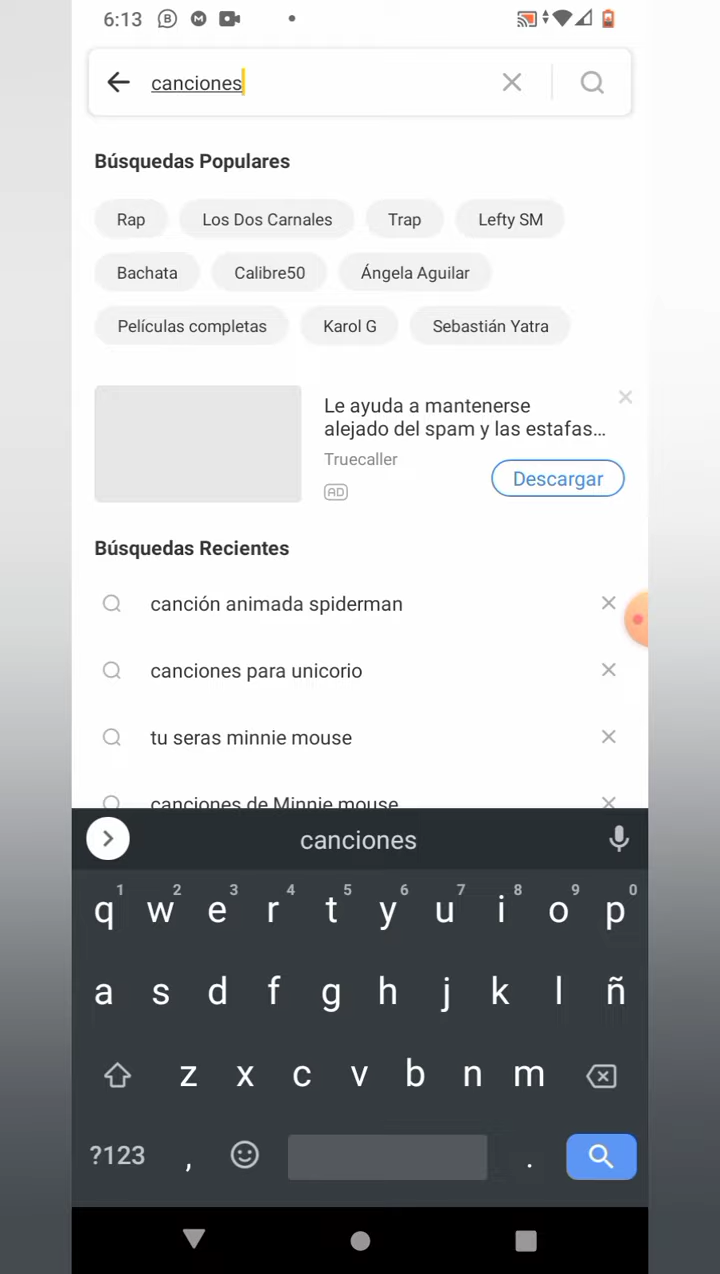 6:13
canciones
Búsquedas Populares
Rap Los Dos Carnales Trap Lefty SM
Bachata Calibre50 Ángela Aguilar
Películas completas Karol G Sebastián Yatra
Le ayuda a mantenerse
alejado del spam y las estafas...
Truecaller
AD
Descargar
Búsquedas Recientes
canción animada spiderman
canciones para unicorio
tu seras minnie mouse
canciones de Minnie mouse
canciones
1 2 3 4 5 6 7 8 9 0
q w e r t y u i o p
a s d f g h j k l ñ
z x c v b n m
?123 , .